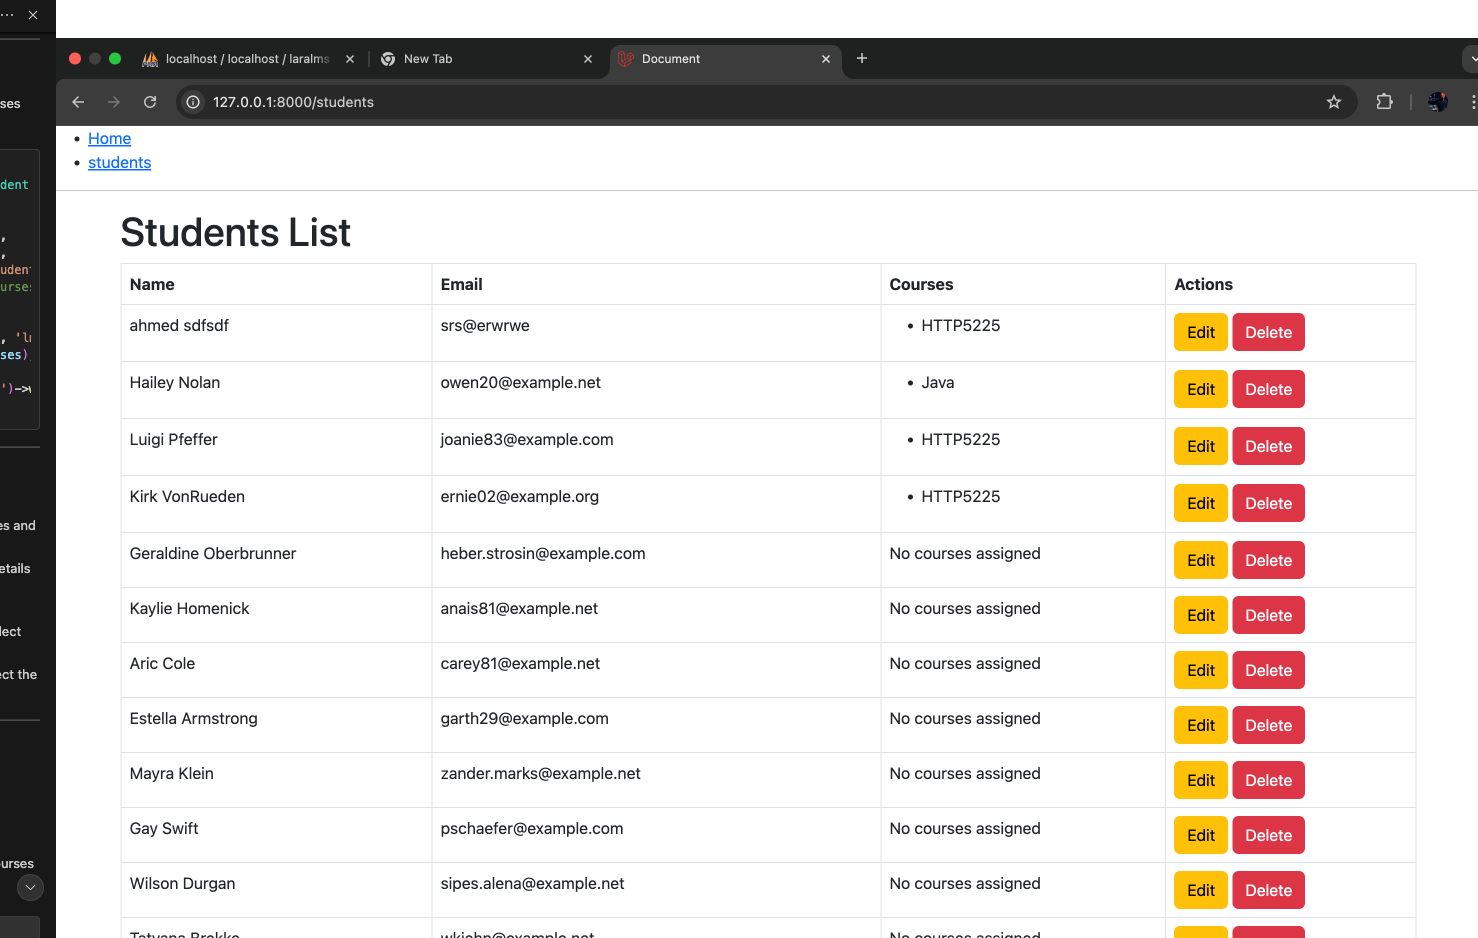 localhost / localhost / laralms
New Tab
Document
127.0.0.1:8000/students
Home
students
Students List
Name Email Courses Actions
ahmed sdfsdf srs@erwrwe • HTTP5225 Edit Delete
Hailey Nolan owen20@example.net • Java Edit Delete
Luigi Pfeffer joanie83@example.com • HTTP5225 Edit Delete
Kirk VonRueden ernie02@example.org • HTTP5225 Edit Delete
Geraldine Oberbrunner heber.strosin@example.com No courses assigned Edit Delete
Kaylie Homenick anais81@example.net No courses assigned Edit Delete
Aric Cole carey81@example.net No courses assigned Edit Delete
Estella Armstrong garth29@example.com No courses assigned Edit Delete
Mayra Klein zander.marks@example.net No courses assigned Edit Delete
Gay Swift pschaefer@example.com No courses assigned Edit Delete
Wilson Durgan sipes.alena@example.net No courses assigned Edit Delete
ses
dent
,
,
uden
urses
, 'lu
ses)
')->
es and
etails
lect
ect the
ourses